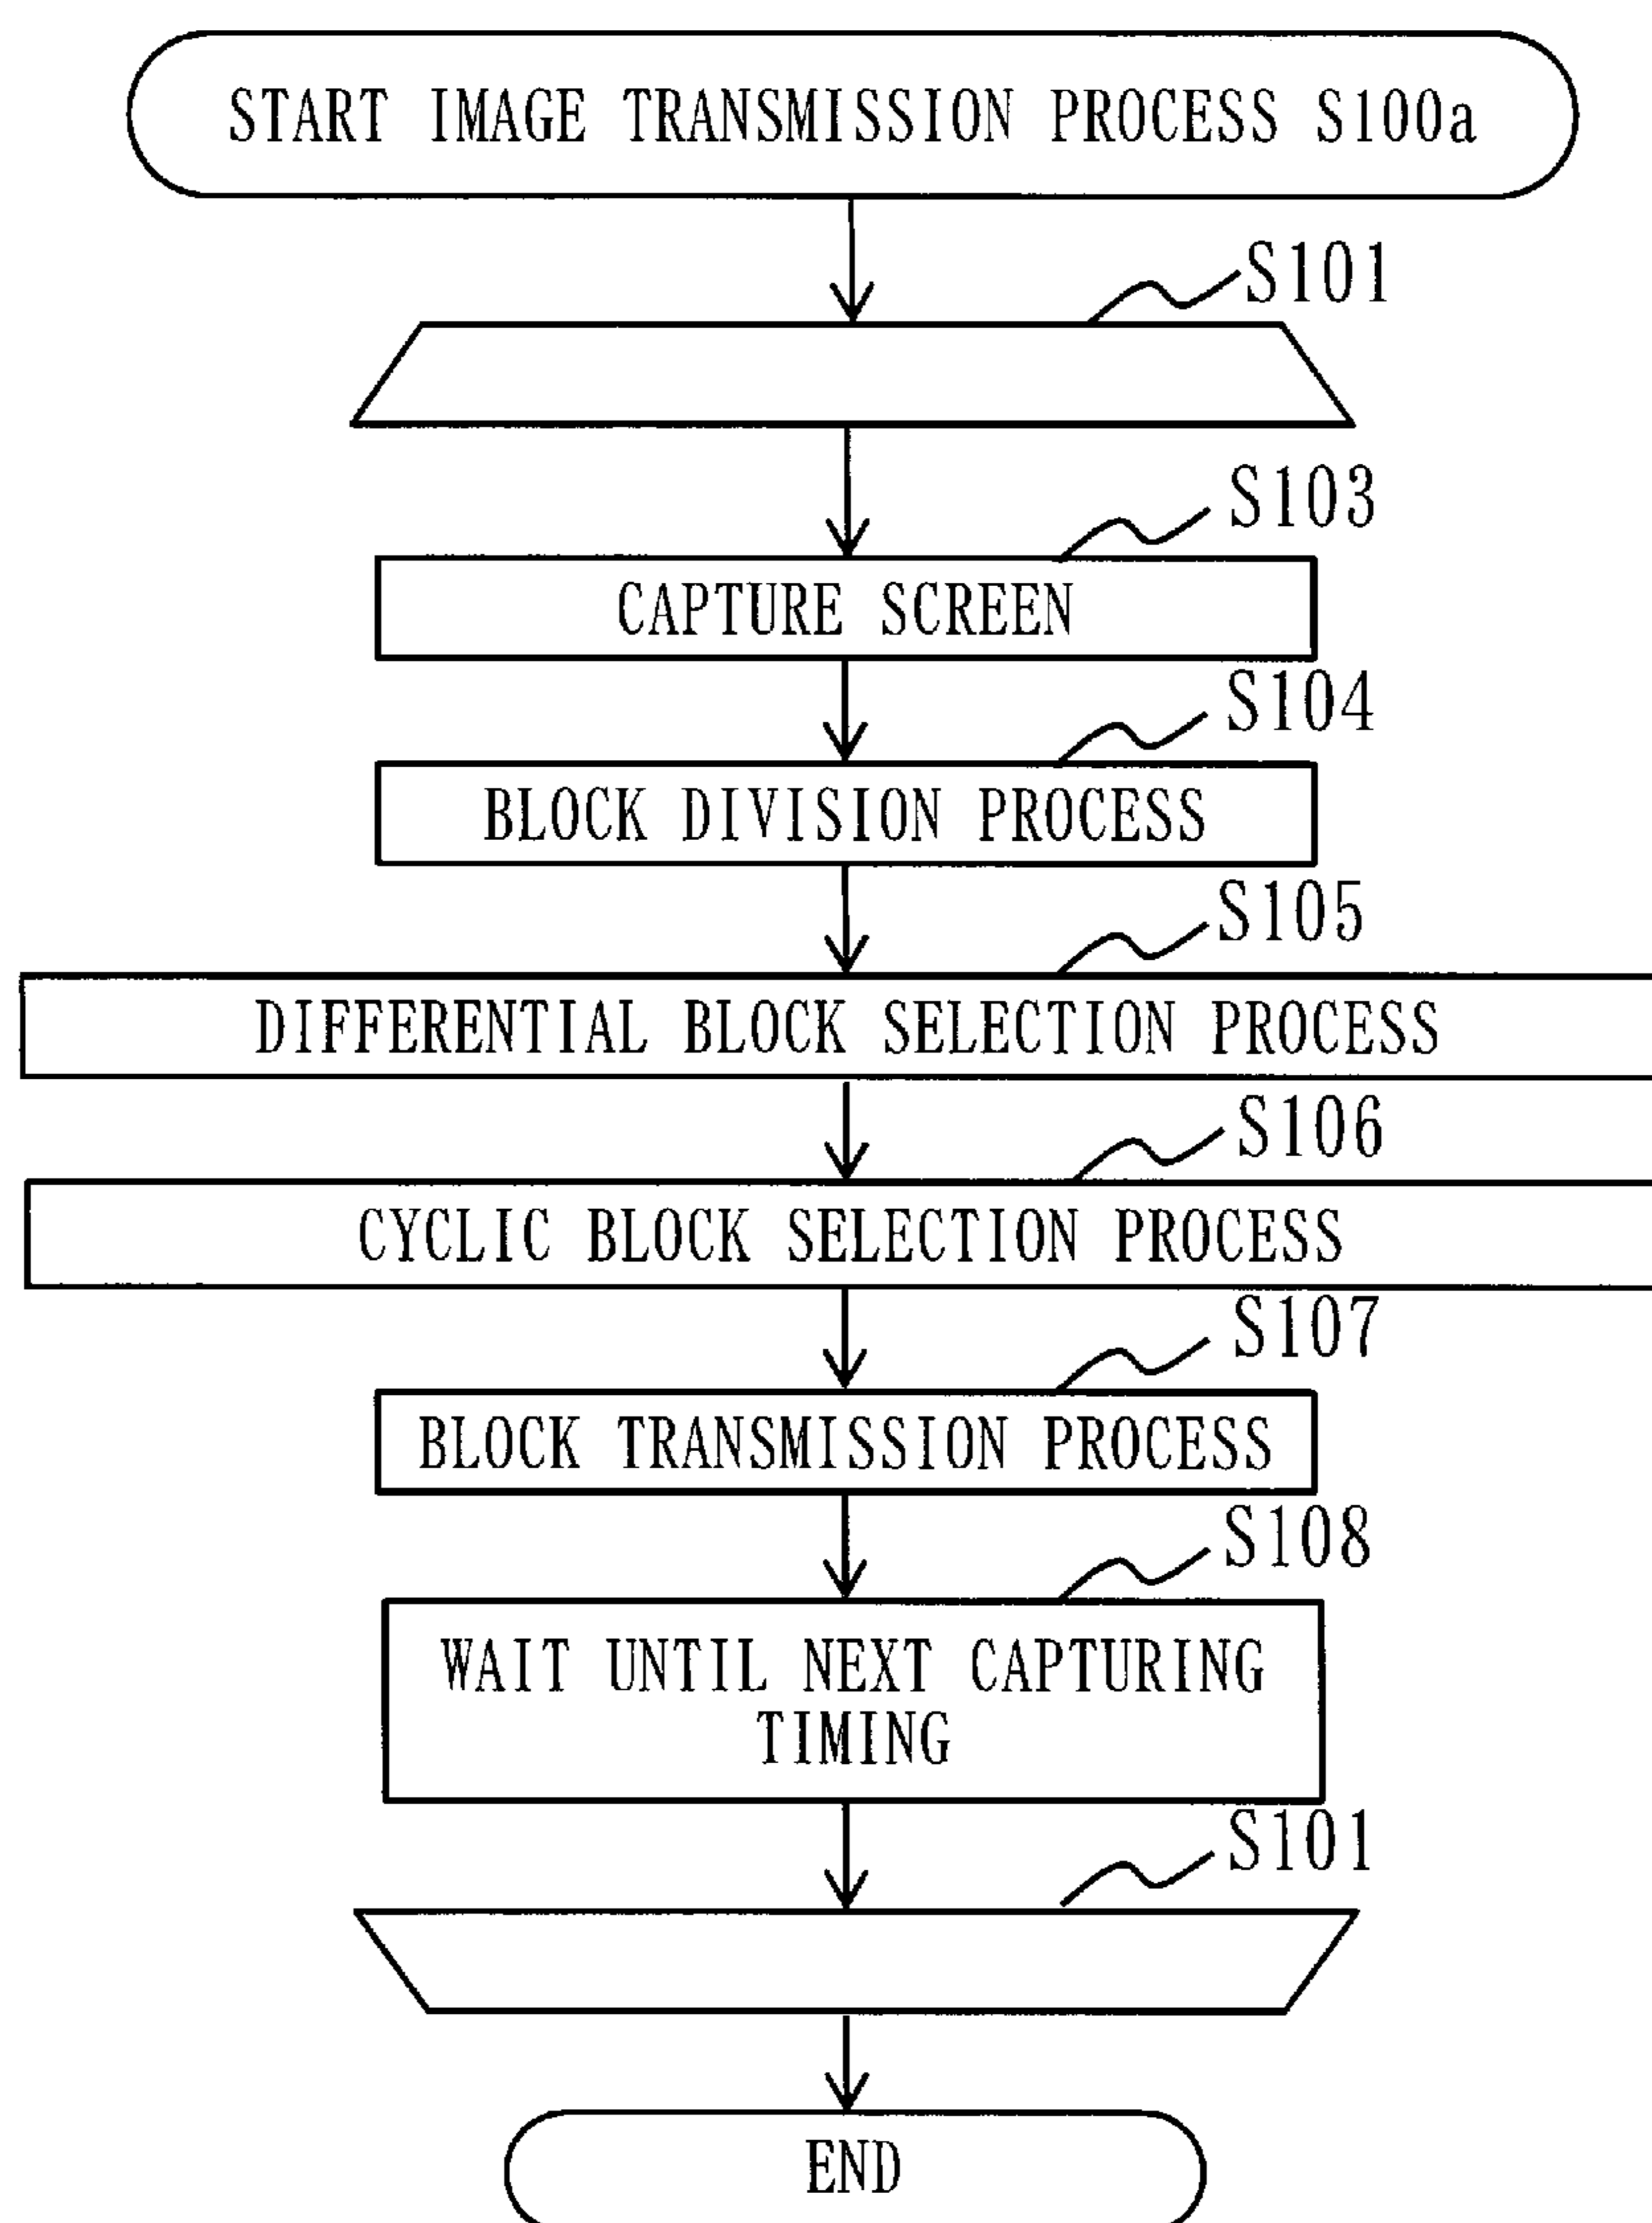 START IMAGE TRANSMISSION PROCESS S100a
S101
S103
CAPTURE SCREEN
S104
BLOCK DIVISION PROCESS
S105
DIFFERENTIAL BLOCK SELECTION PROCESS
S106
CYCLIC BLOCK SELECTION PROCESS
S107
BLOCK TRANSMISSION PROCESS
S108
WAIT UNTIL NEXT CAPTURING
TIMING
S101
END